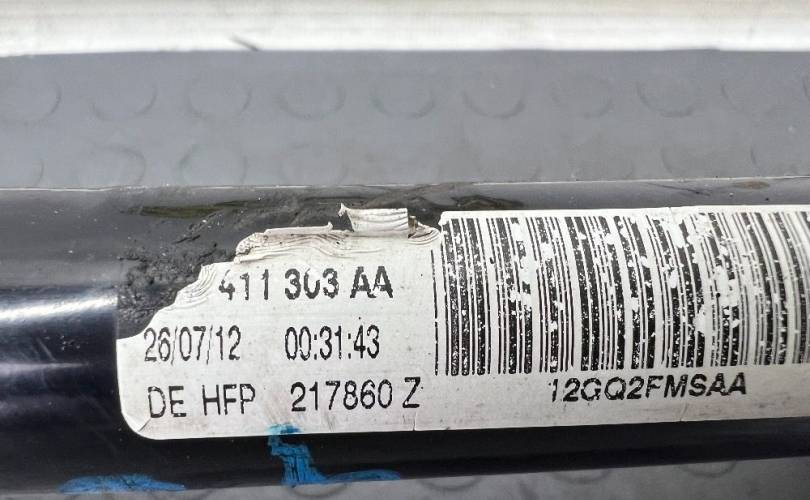 411 303 AA
26/07/12 00:31:43
DE HFP 217860 Z
12GQ2FMSAA